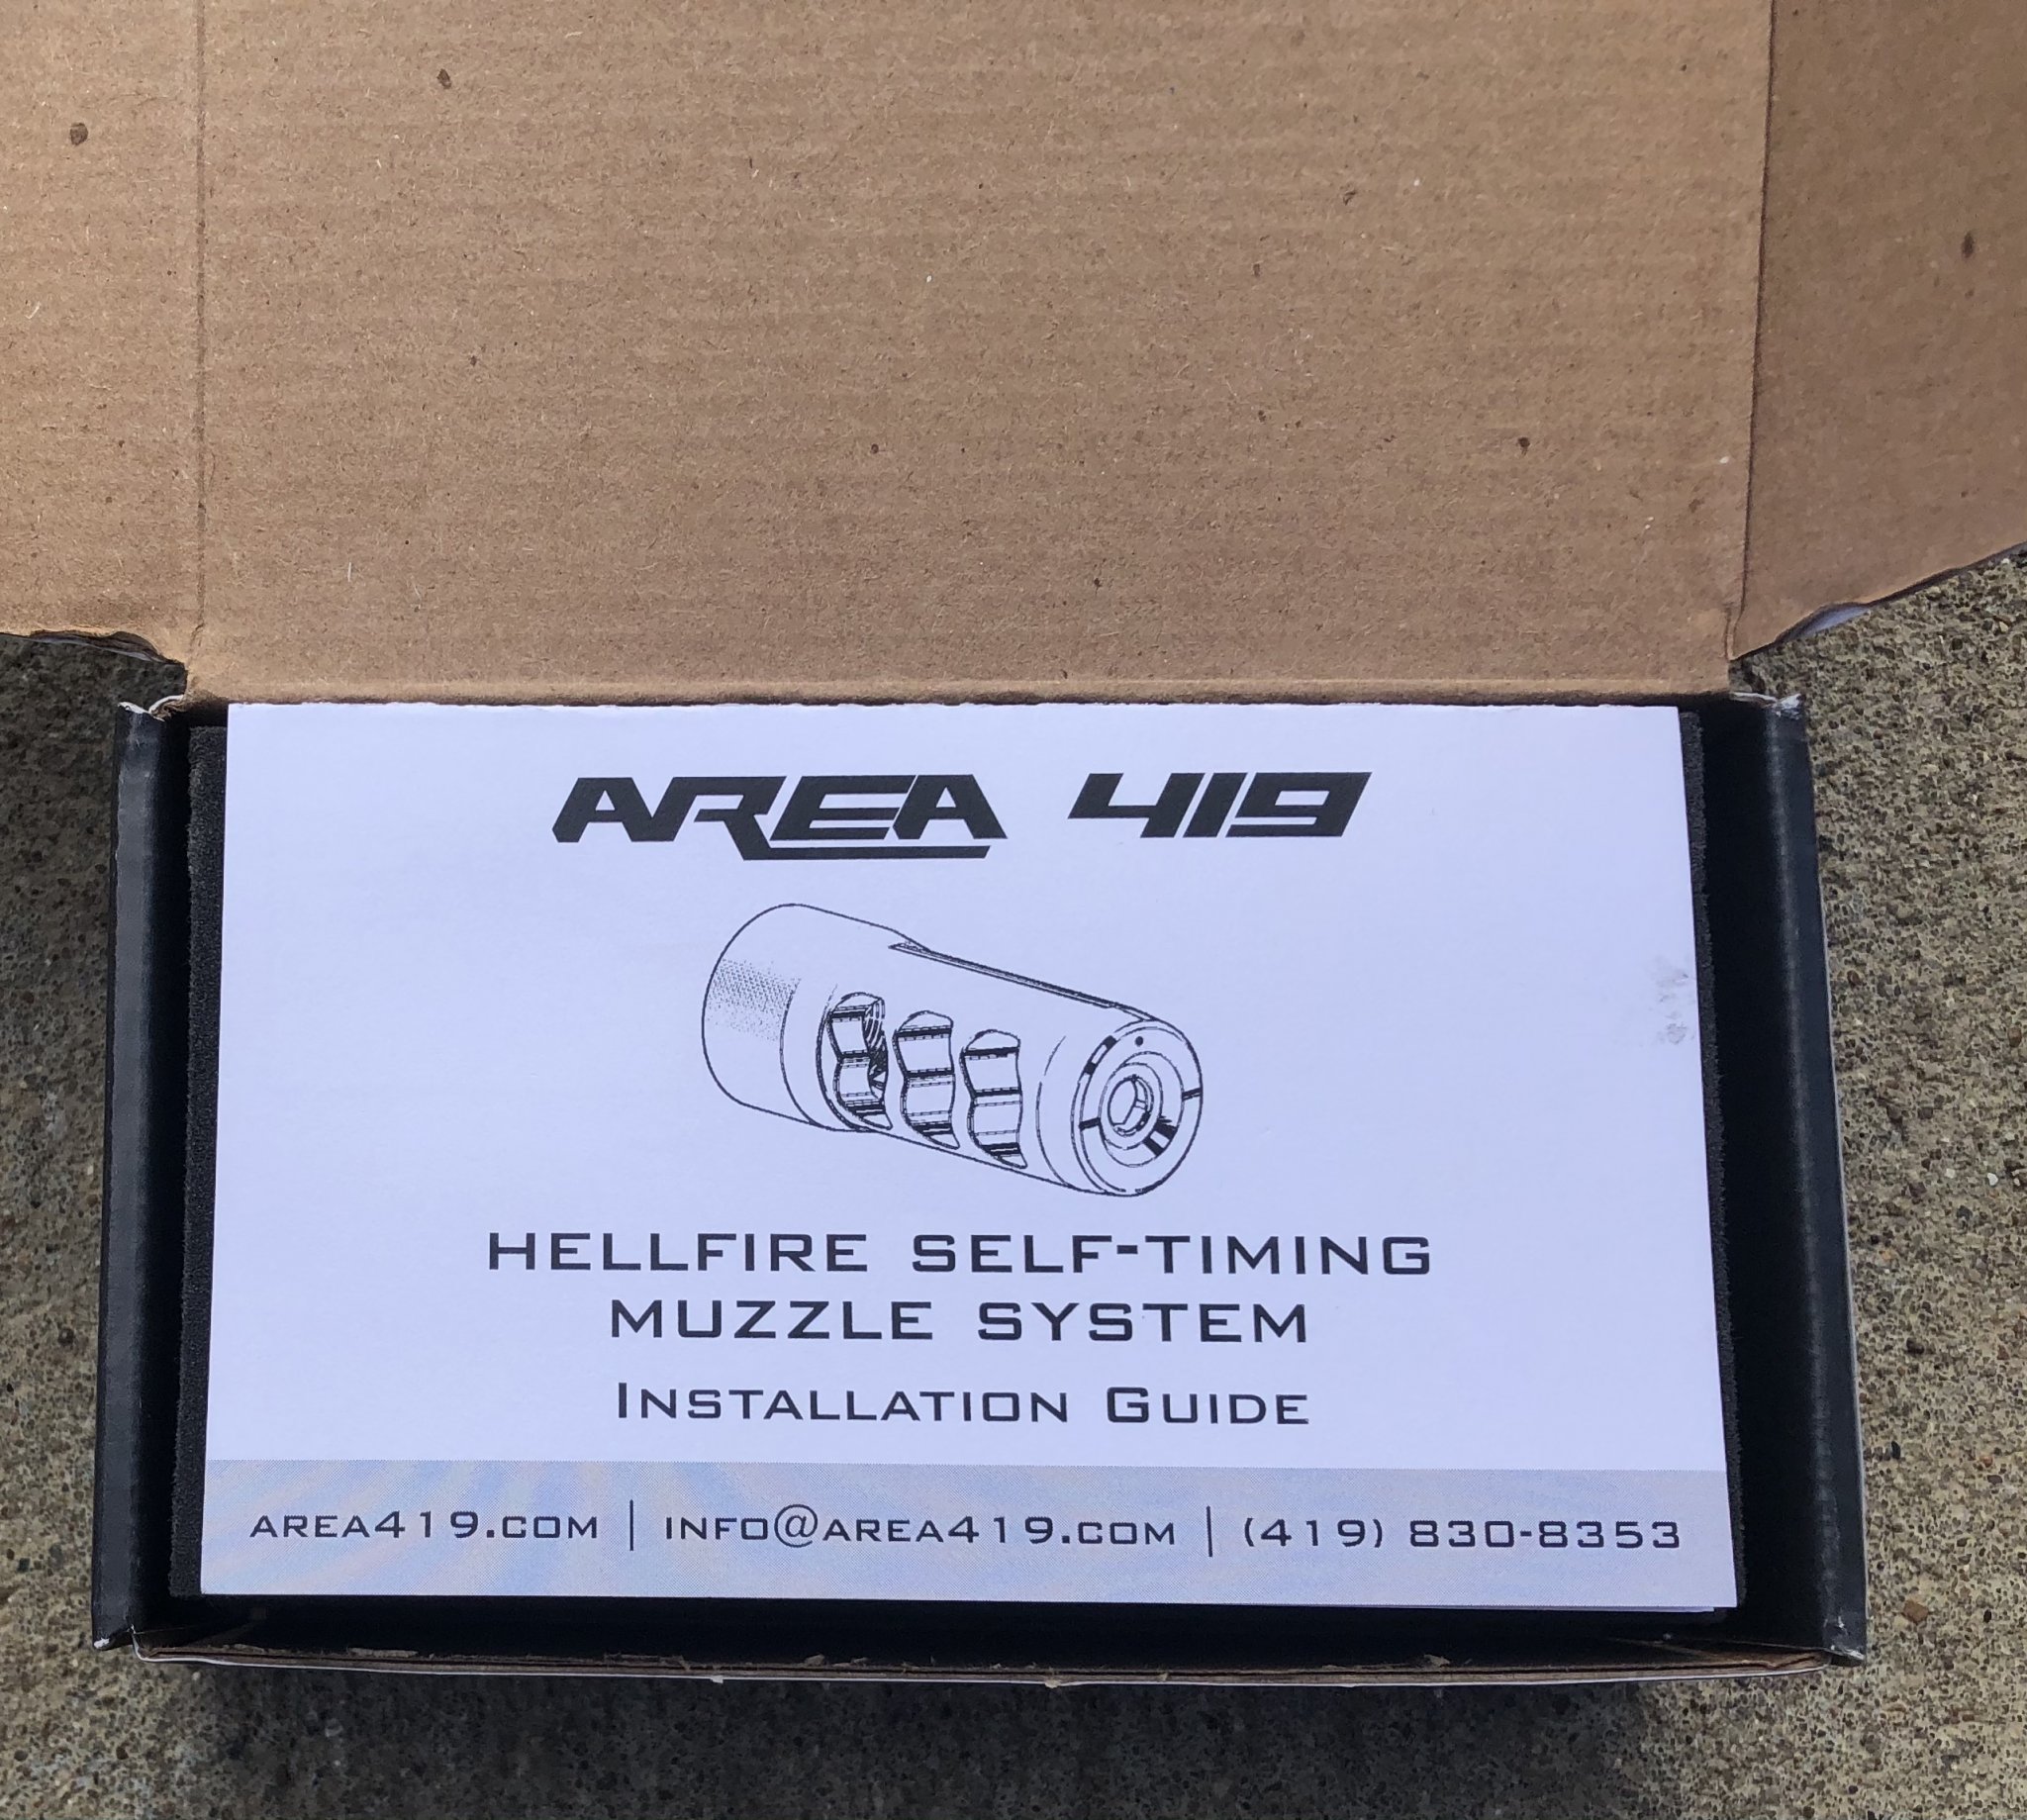 AREA 419
HELLFIRE SELF-TIMING
MUZZLE SYSTEM
INSTALLATION GUIDE
AREA419.COM | INFO@AREA419.COM | (419) 830-8353